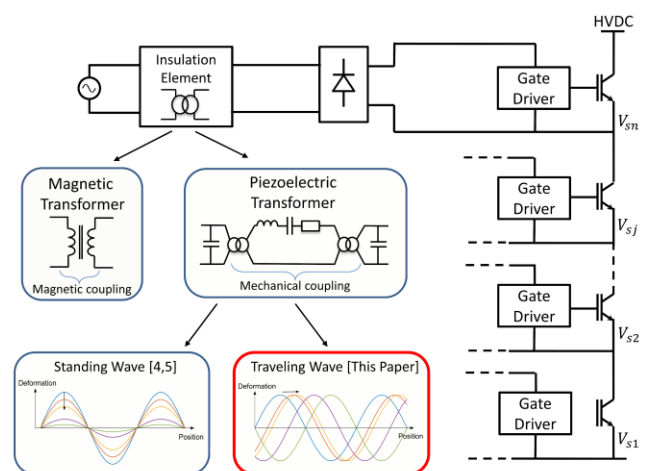 HVDC
Insulation
Element
Gate
Driver
V_sn
Magnetic
Transformer
Magnetic coupling
Piezoelectric
Transformer
Mechanical coupling
Gate
Driver
V_sj
Gate
Driver
V_s2
Standing Wave [4,5]
Deformation
Position
Traveling Wave [This Paper]
Deformation
Position
Gate
Driver
V_s1